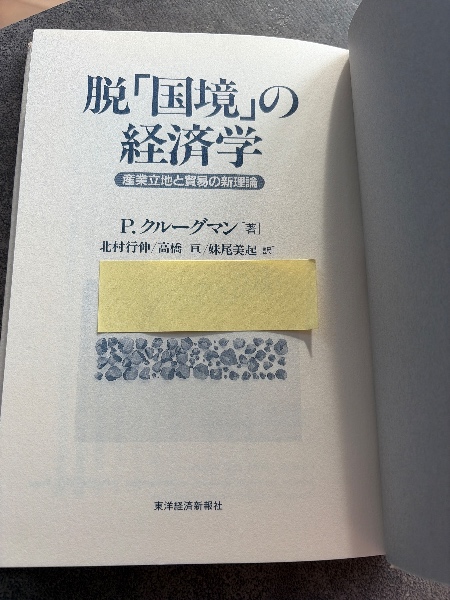 脱「国境」の
経済学
産業立地と貿易の新理論
P.クルーグマン「著」
北村行伸/高橋 亘/妹尾美起 訳
東洋経済新報社